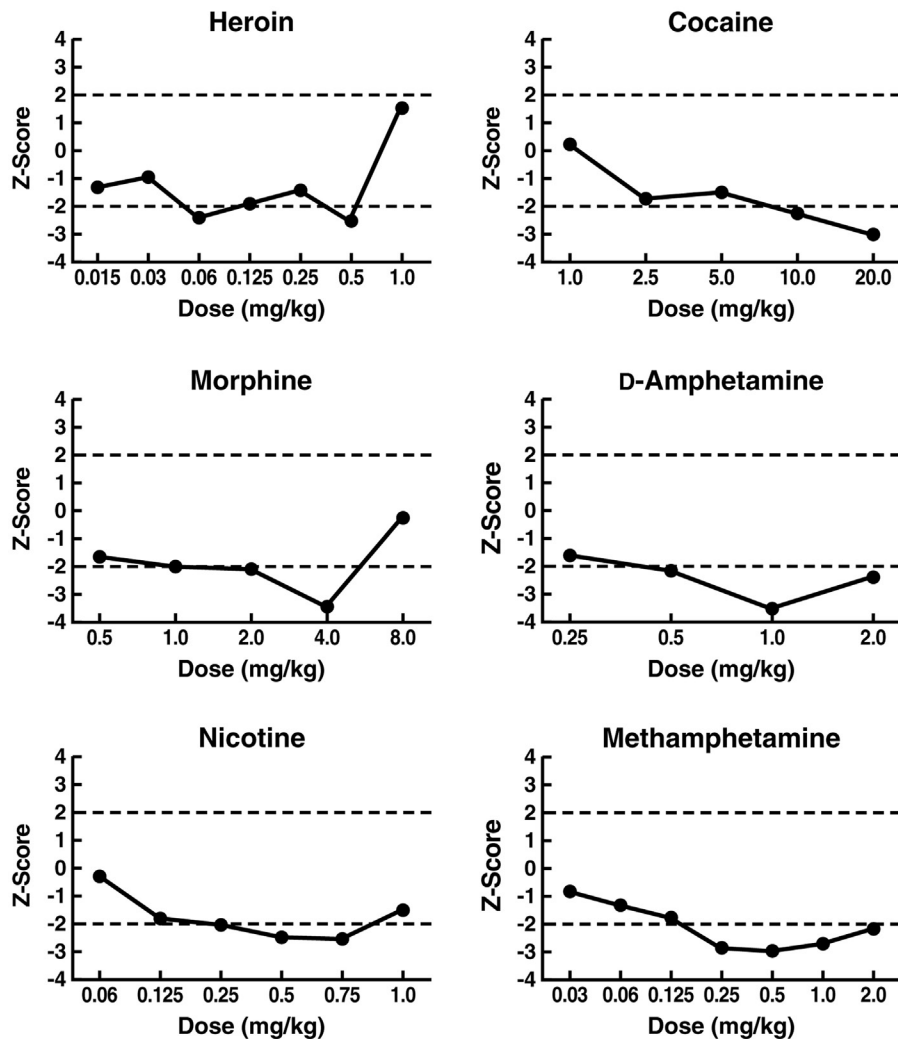 Heroin
Z-Score
4
3
2
1
0
-1
-2
-3
-4
0.015 0.03 0.06 0.125 0.25 0.5 1.0
Dose (mg/kg)
Cocaine
Z-Score
4
3
2
1
0
-1
-2
-3
-4
1.0 2.5 5.0 10.0 20.0
Dose (mg/kg)
Morphine
Z-Score
4
3
2
1
0
-1
-2
-3
-4
0.5 1.0 2.0 4.0 8.0
Dose (mg/kg)
D-Amphetamine
Z-Score
4
3
2
1
0
-1
-2
-3
-4
0.25 0.5 1.0 2.0
Dose (mg/kg)
Nicotine
Z-Score
4
3
2
1
0
-1
-2
-3
-4
0.06 0.125 0.25 0.5 0.75 1.0
Dose (mg/kg)
Methamphetamine
Z-Score
4
3
2
1
0
-1
-2
-3
-4
0.03 0.06 0.125 0.25 0.5 1.0 2.0
Dose (mg/kg)